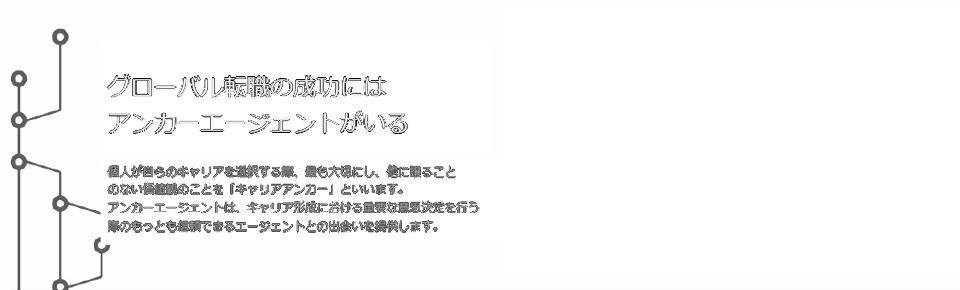 グローバル転職の成功には
アンカーエージェントがいる
個人が自らのキャリアを選択する際、最も大切にし、他に譲ること
のない価値観のことを「キャリアアンカー」といいます。
アンカーエージェントは、キャリア形成における重要な意思決定を行う
際のもっとも信頼できるエージェントとの出会いを提供します。